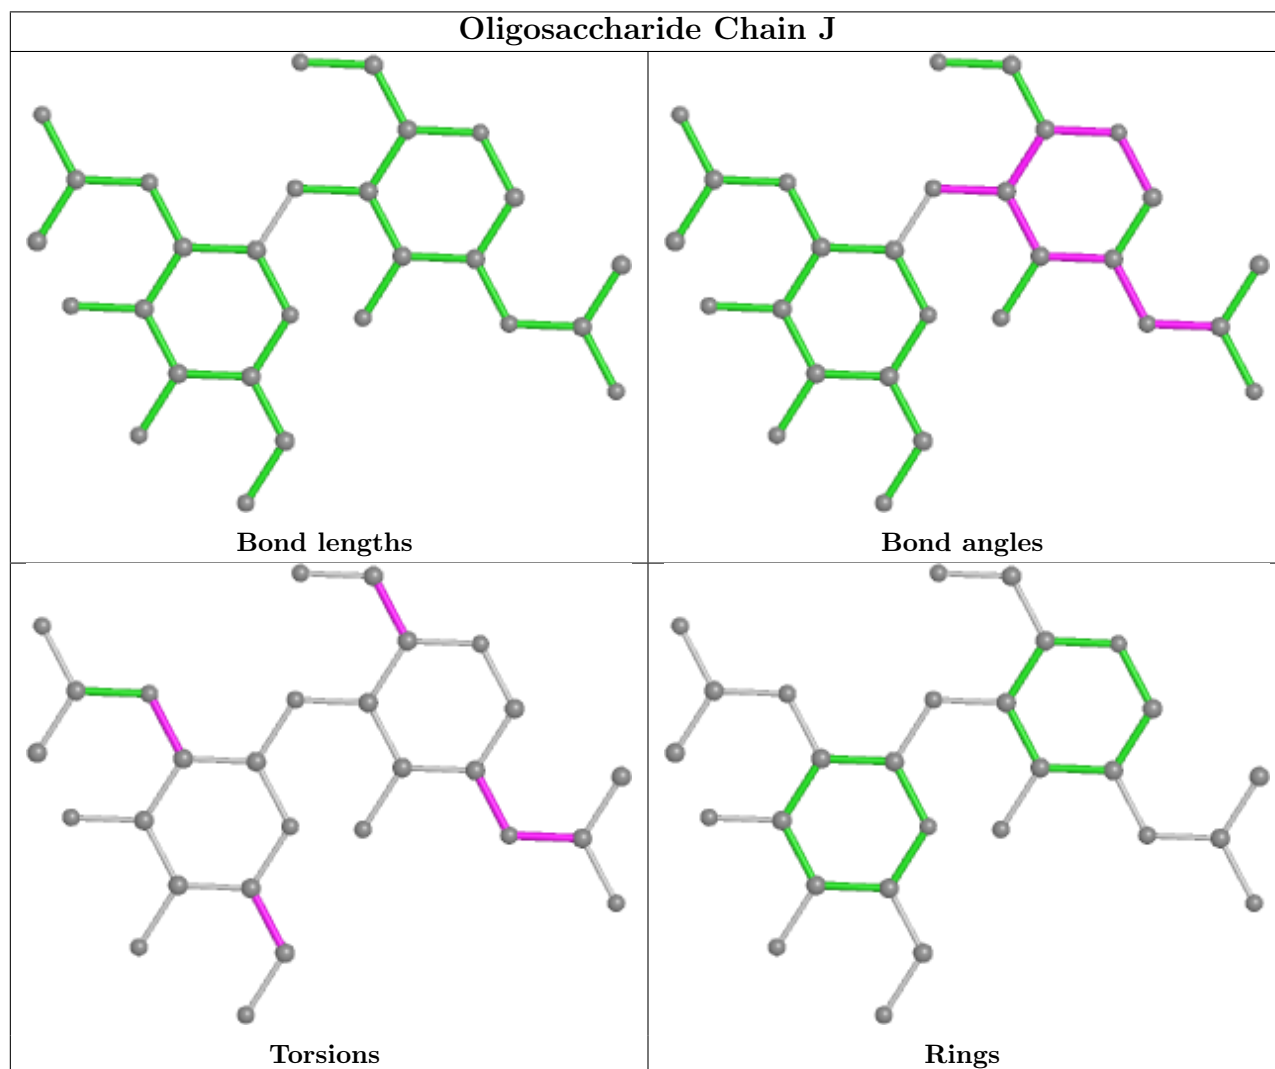 Oligosaccharide Chain J
Bond lengths
Bond angles
Torsions
Rings